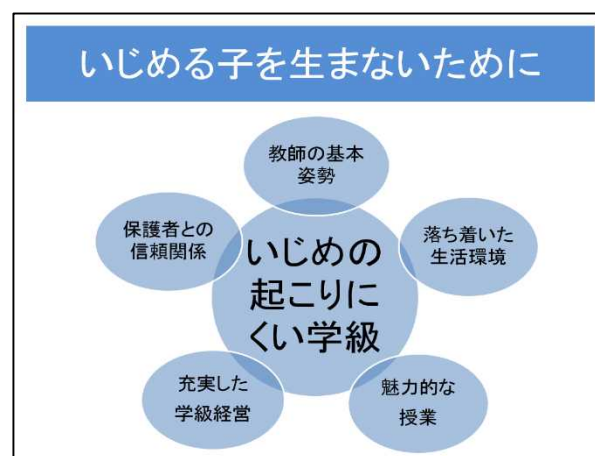 いじめる子を生まないために
教師の基本
姿勢
保護者との
信頼関係
落ち着いた
生活環境
いじめの
起こりに
くい学級
充実した
学級経営
魅力的な
授業